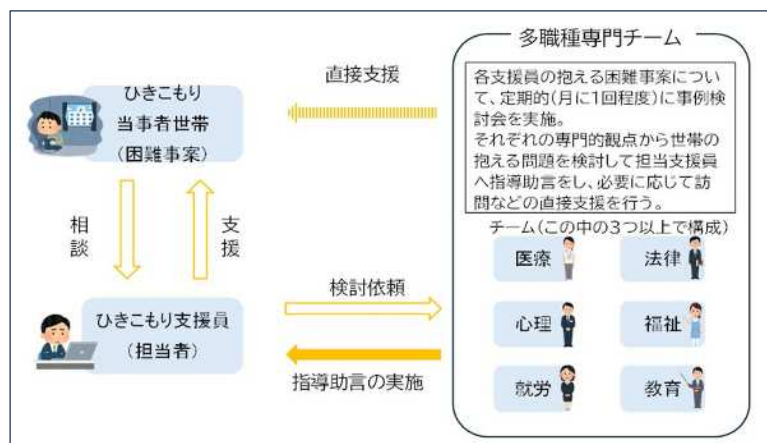 多職種専門チーム
直接支援
各支援員の抱える困難事案につい
て、定期的(月に1回程度)に事例検
討会を実施。
それぞれの専門的観点から世帯の
抱える問題を検討して担当支援員
へ指導助言をし、必要に応じて訪
問などの直接支援を行う。
ひきこもり
当事者世帯
(困難事案)
チーム(この中の3つ以上で構成)
相談
支援
医療
法律
検討依頼
心理
福祉
ひきこもり支援員
(担当者)
指導助言の実施
就労
教育